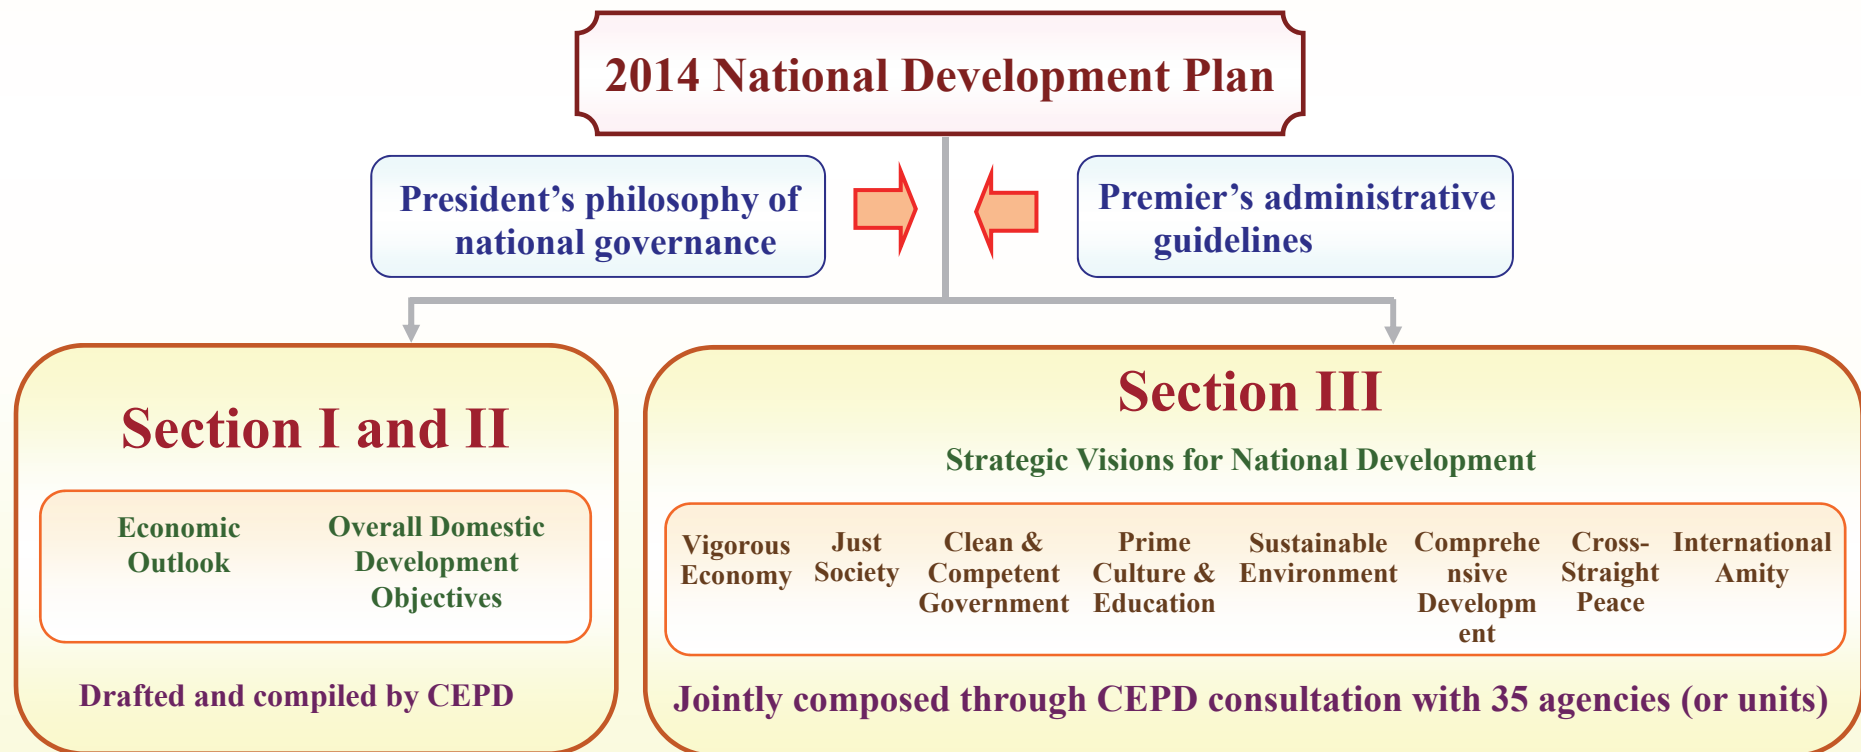 2014 National Development Plan
President’s philosophy of
national governance
Premier’s administrative
guidelines
Section I and II
Economic
Outlook
Overall Domestic
Development
Objectives
Drafted and compiled by CEPD
Section III
Strategic Visions for National Development
Vigorous
Economy
Just
Society
Clean &
Competent
Government
Prime
Culture &
Education
Sustainable
Environment
Comprehe
nsive
Developm
ent
Cross-
Straight
Peace
International
Amity
Jointly composed through CEPD consultation with 35 agencies (or units)